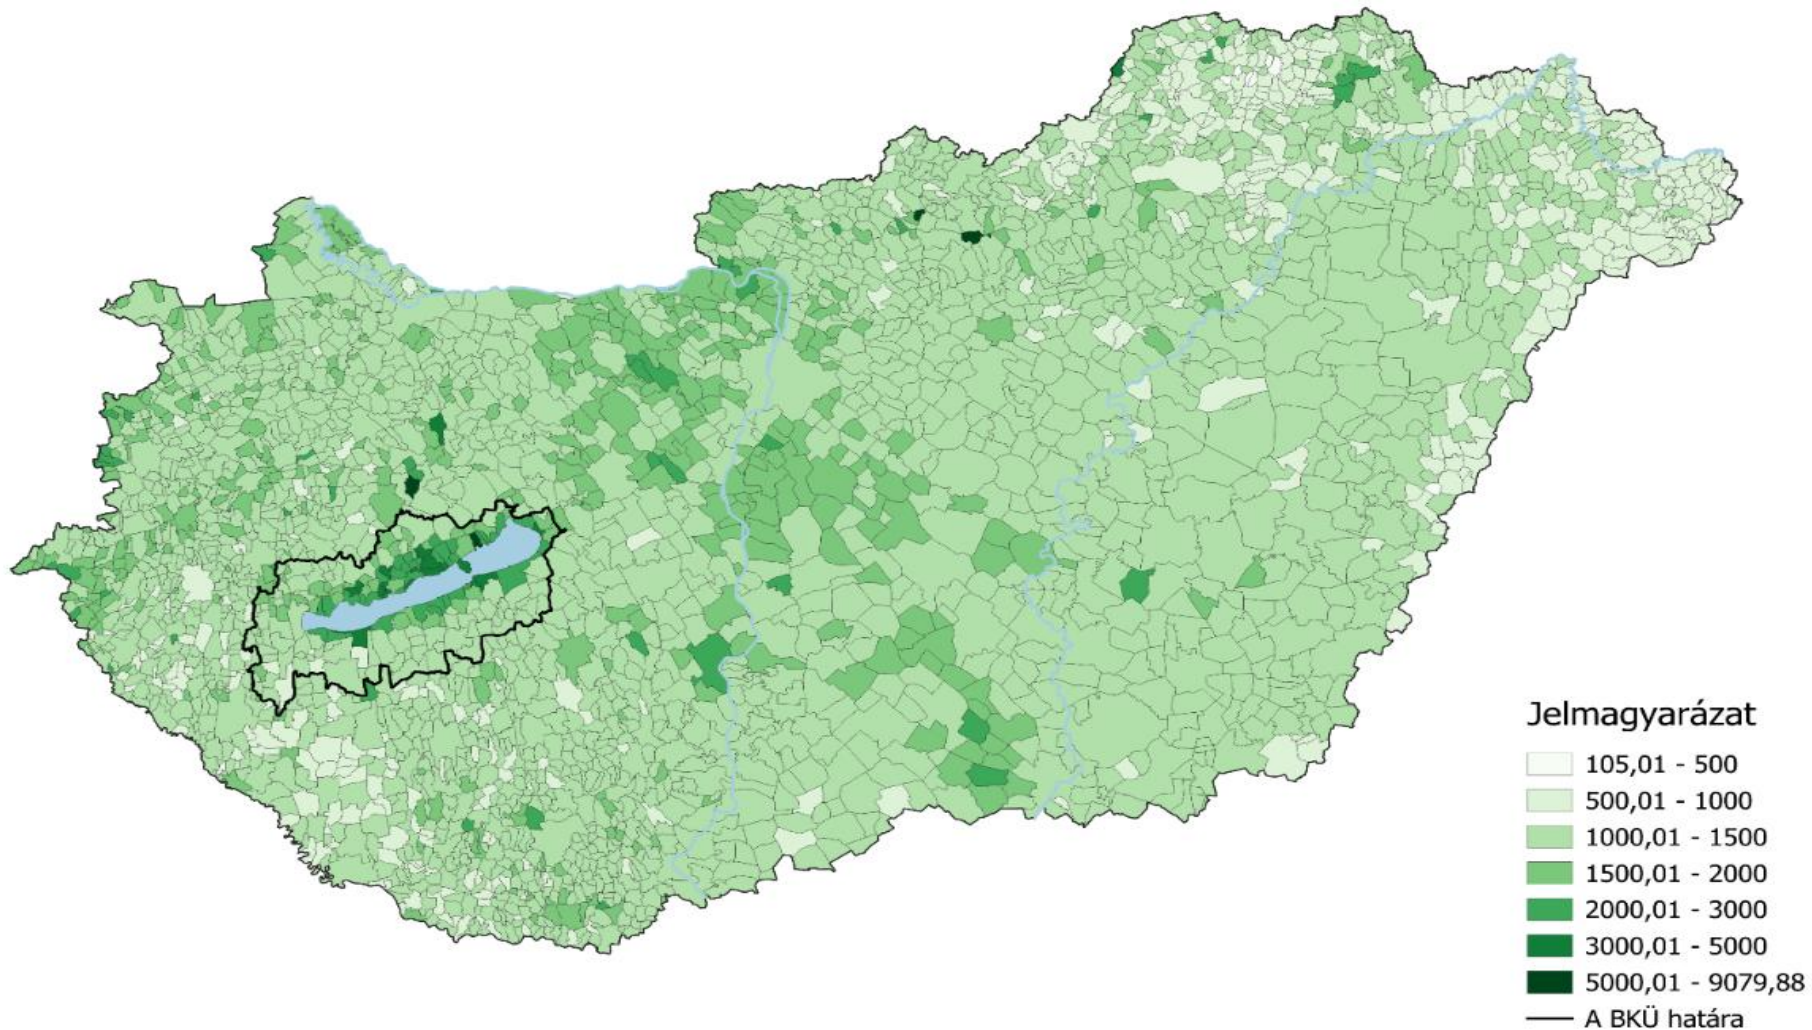 Jelmagyarázat
105,01 - 500
500,01 - 1000
1000,01 - 1500
1500,01 - 2000
2000,01 - 3000
3000,01 - 5000
5000,01 - 9079,88
A BKÜ határa